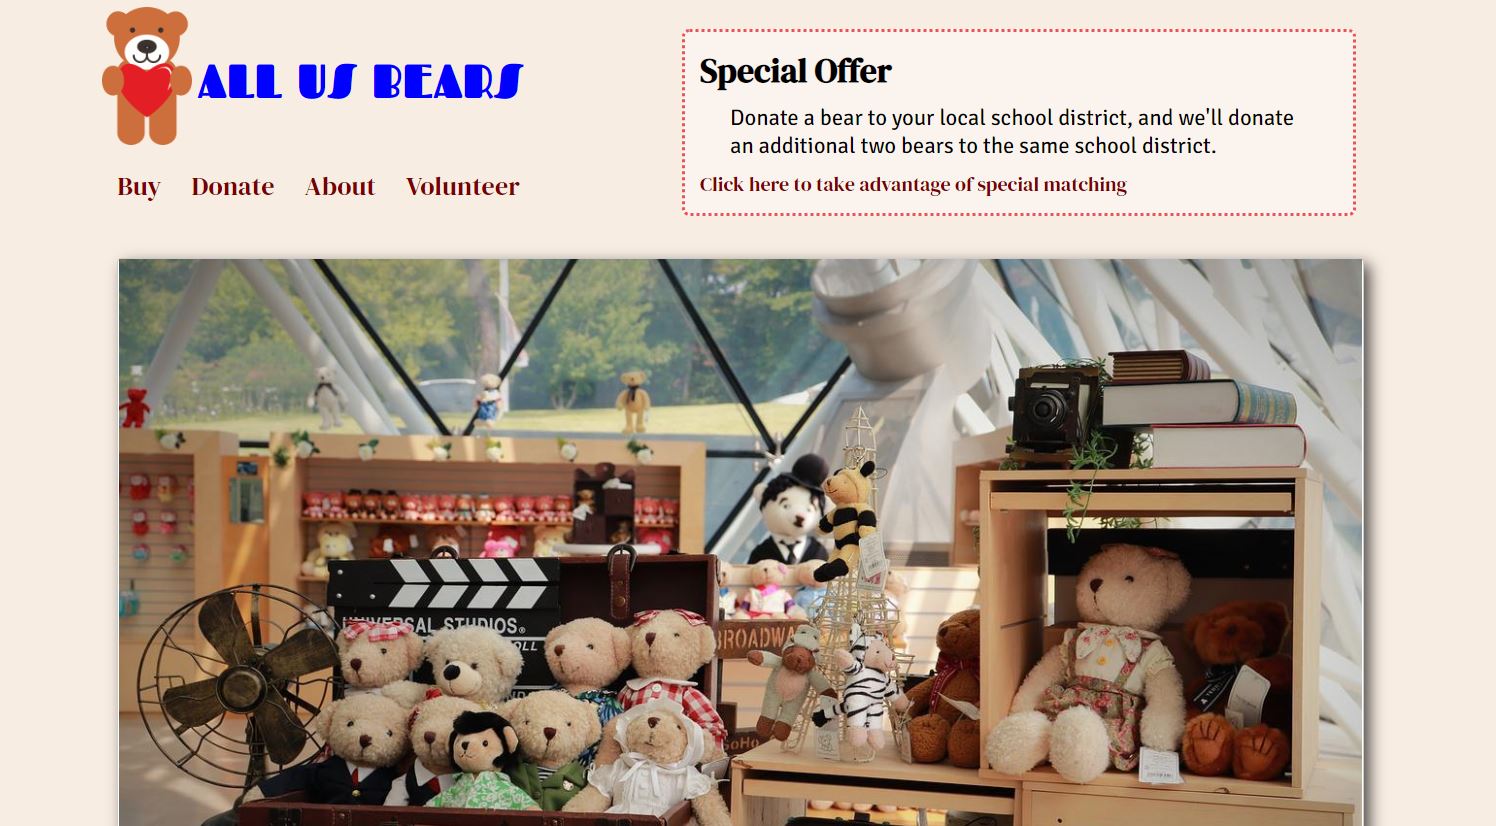 ALL US BEARS
Buy Donate About Volunteer
Special Offer
Donate a bear to your local school district, and we'll donate
an additional two bears to the same school district.
Click here to take advantage of special matching
UNIVERSAL STUDIOS®
BROADWA
SoHo